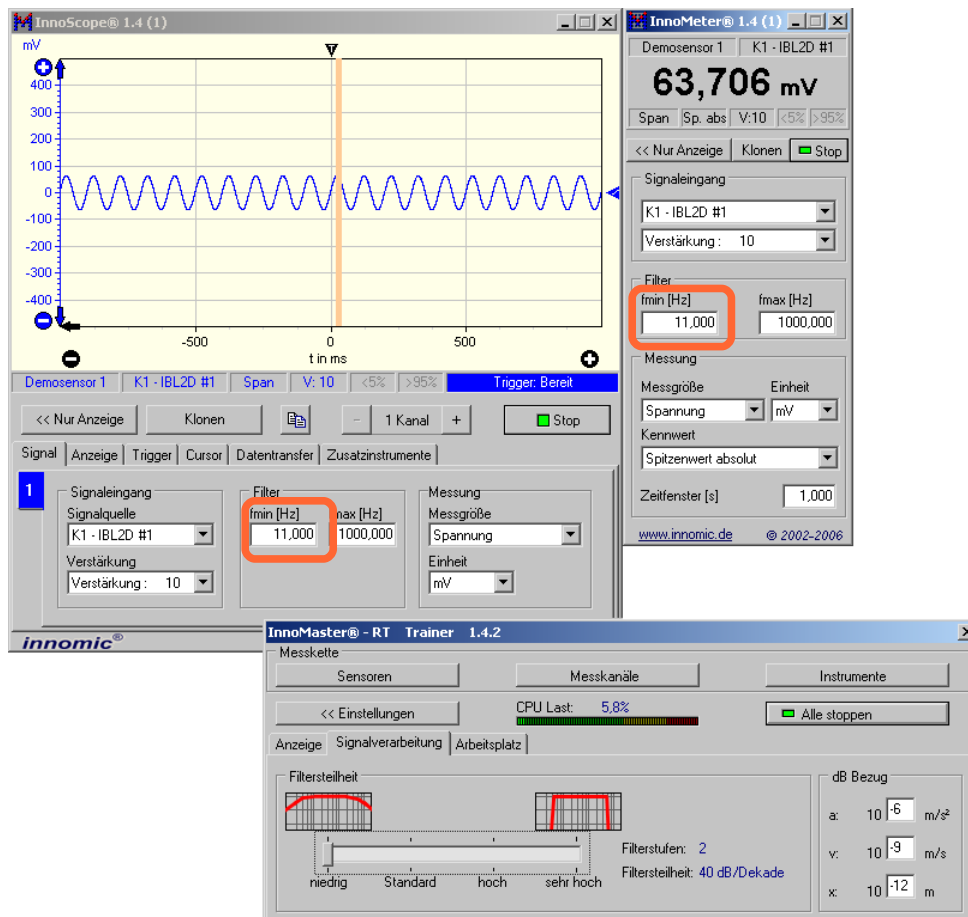 InnoScope® 1.4 (1)
mV
T
400
300
200
100
0
-100
-200
-300
-400
-500 0 500
t in ms
Demosensor 1 K1 - IBL2D #1 Span V: 10 <5% >95% Trigger: Bereit
<< Nur Anzeige Klonen - 1 Kanal + Stop
Signal Anzeige Trigger Cursor Datentransfer Zusatzinstrumente
1
Signaleingang
Signalquelle
K1 - IBL2D #1
Verstärkung
Verstärkung : 10
Filter
fmin [Hz] max [Hz]
11,000 1000,000
Messung
Messgröße
Spannung
Einheit
mV
innomic®
InnoMeter® 1.4 (1)
Demosensor 1 K1 - IBL2D #1
63,706 mV
Span Sp. abs V:10 <5% >95%
<< Nur Anzeige Klonen Stop
Signaleingang
K1 - IBL2D #1
Verstärkung : 10
Filter
fmin [Hz] fmax [Hz]
11,000 1000,000
Messung
Messgröße Einheit
Spannung mV
Kennwert
Spitzenwert absolut
Zeitfenster [s] 1,000
www.innomic.de © 2002-2006
InnoMaster® - RT Trainer 1.4.2
Messkette
Sensoren Messkanäle Instrumente
<< Einstellungen CPU Last: 5,8% Alle stoppen
Anzeige Signalverarbeitung Arbeitsplatz
Filtersteilheit
niedrig Standard hoch sehr hoch
Filterstufen: 2
Filtersteilheit: 40 dB/Dekade
dB Bezug
a: 10 -6 m/s²
v: 10 -9 m/s
x: 10 -12 m